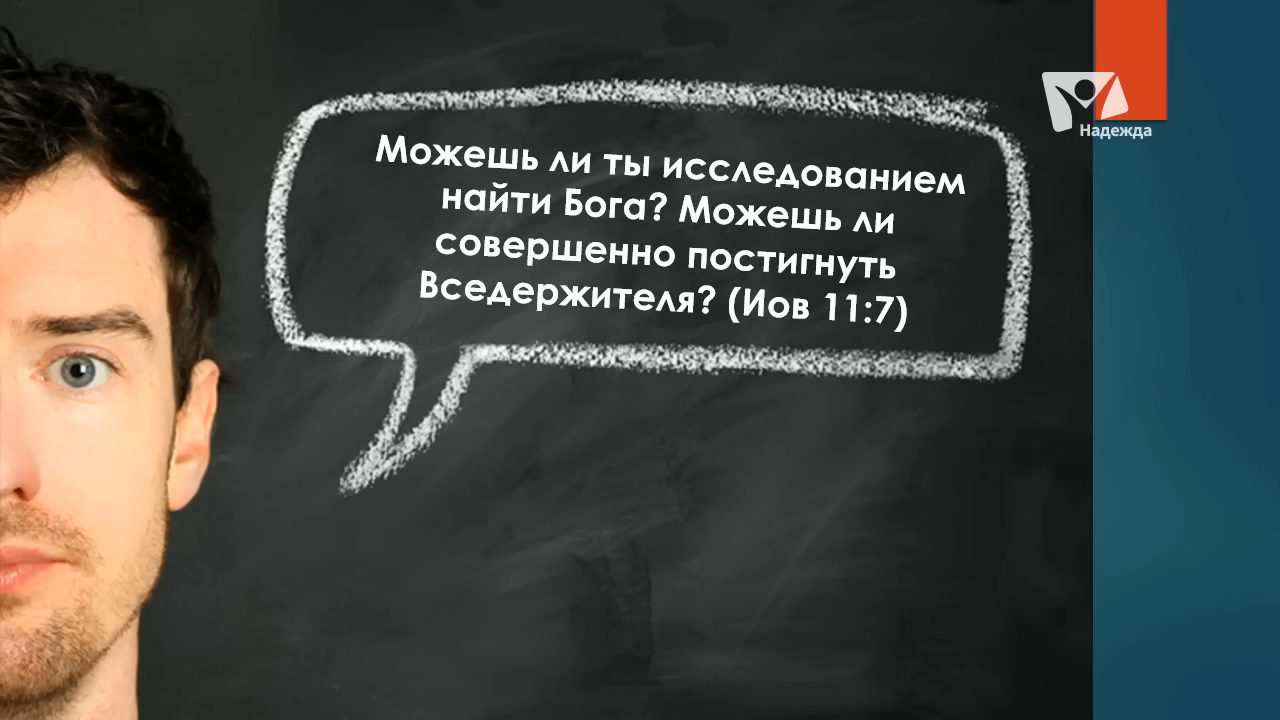 Можешь ли ты исследованием
найти Бога? Можешь ли
совершенно постигнуть
Вседержителя? (Иов 11:7)
Надежда